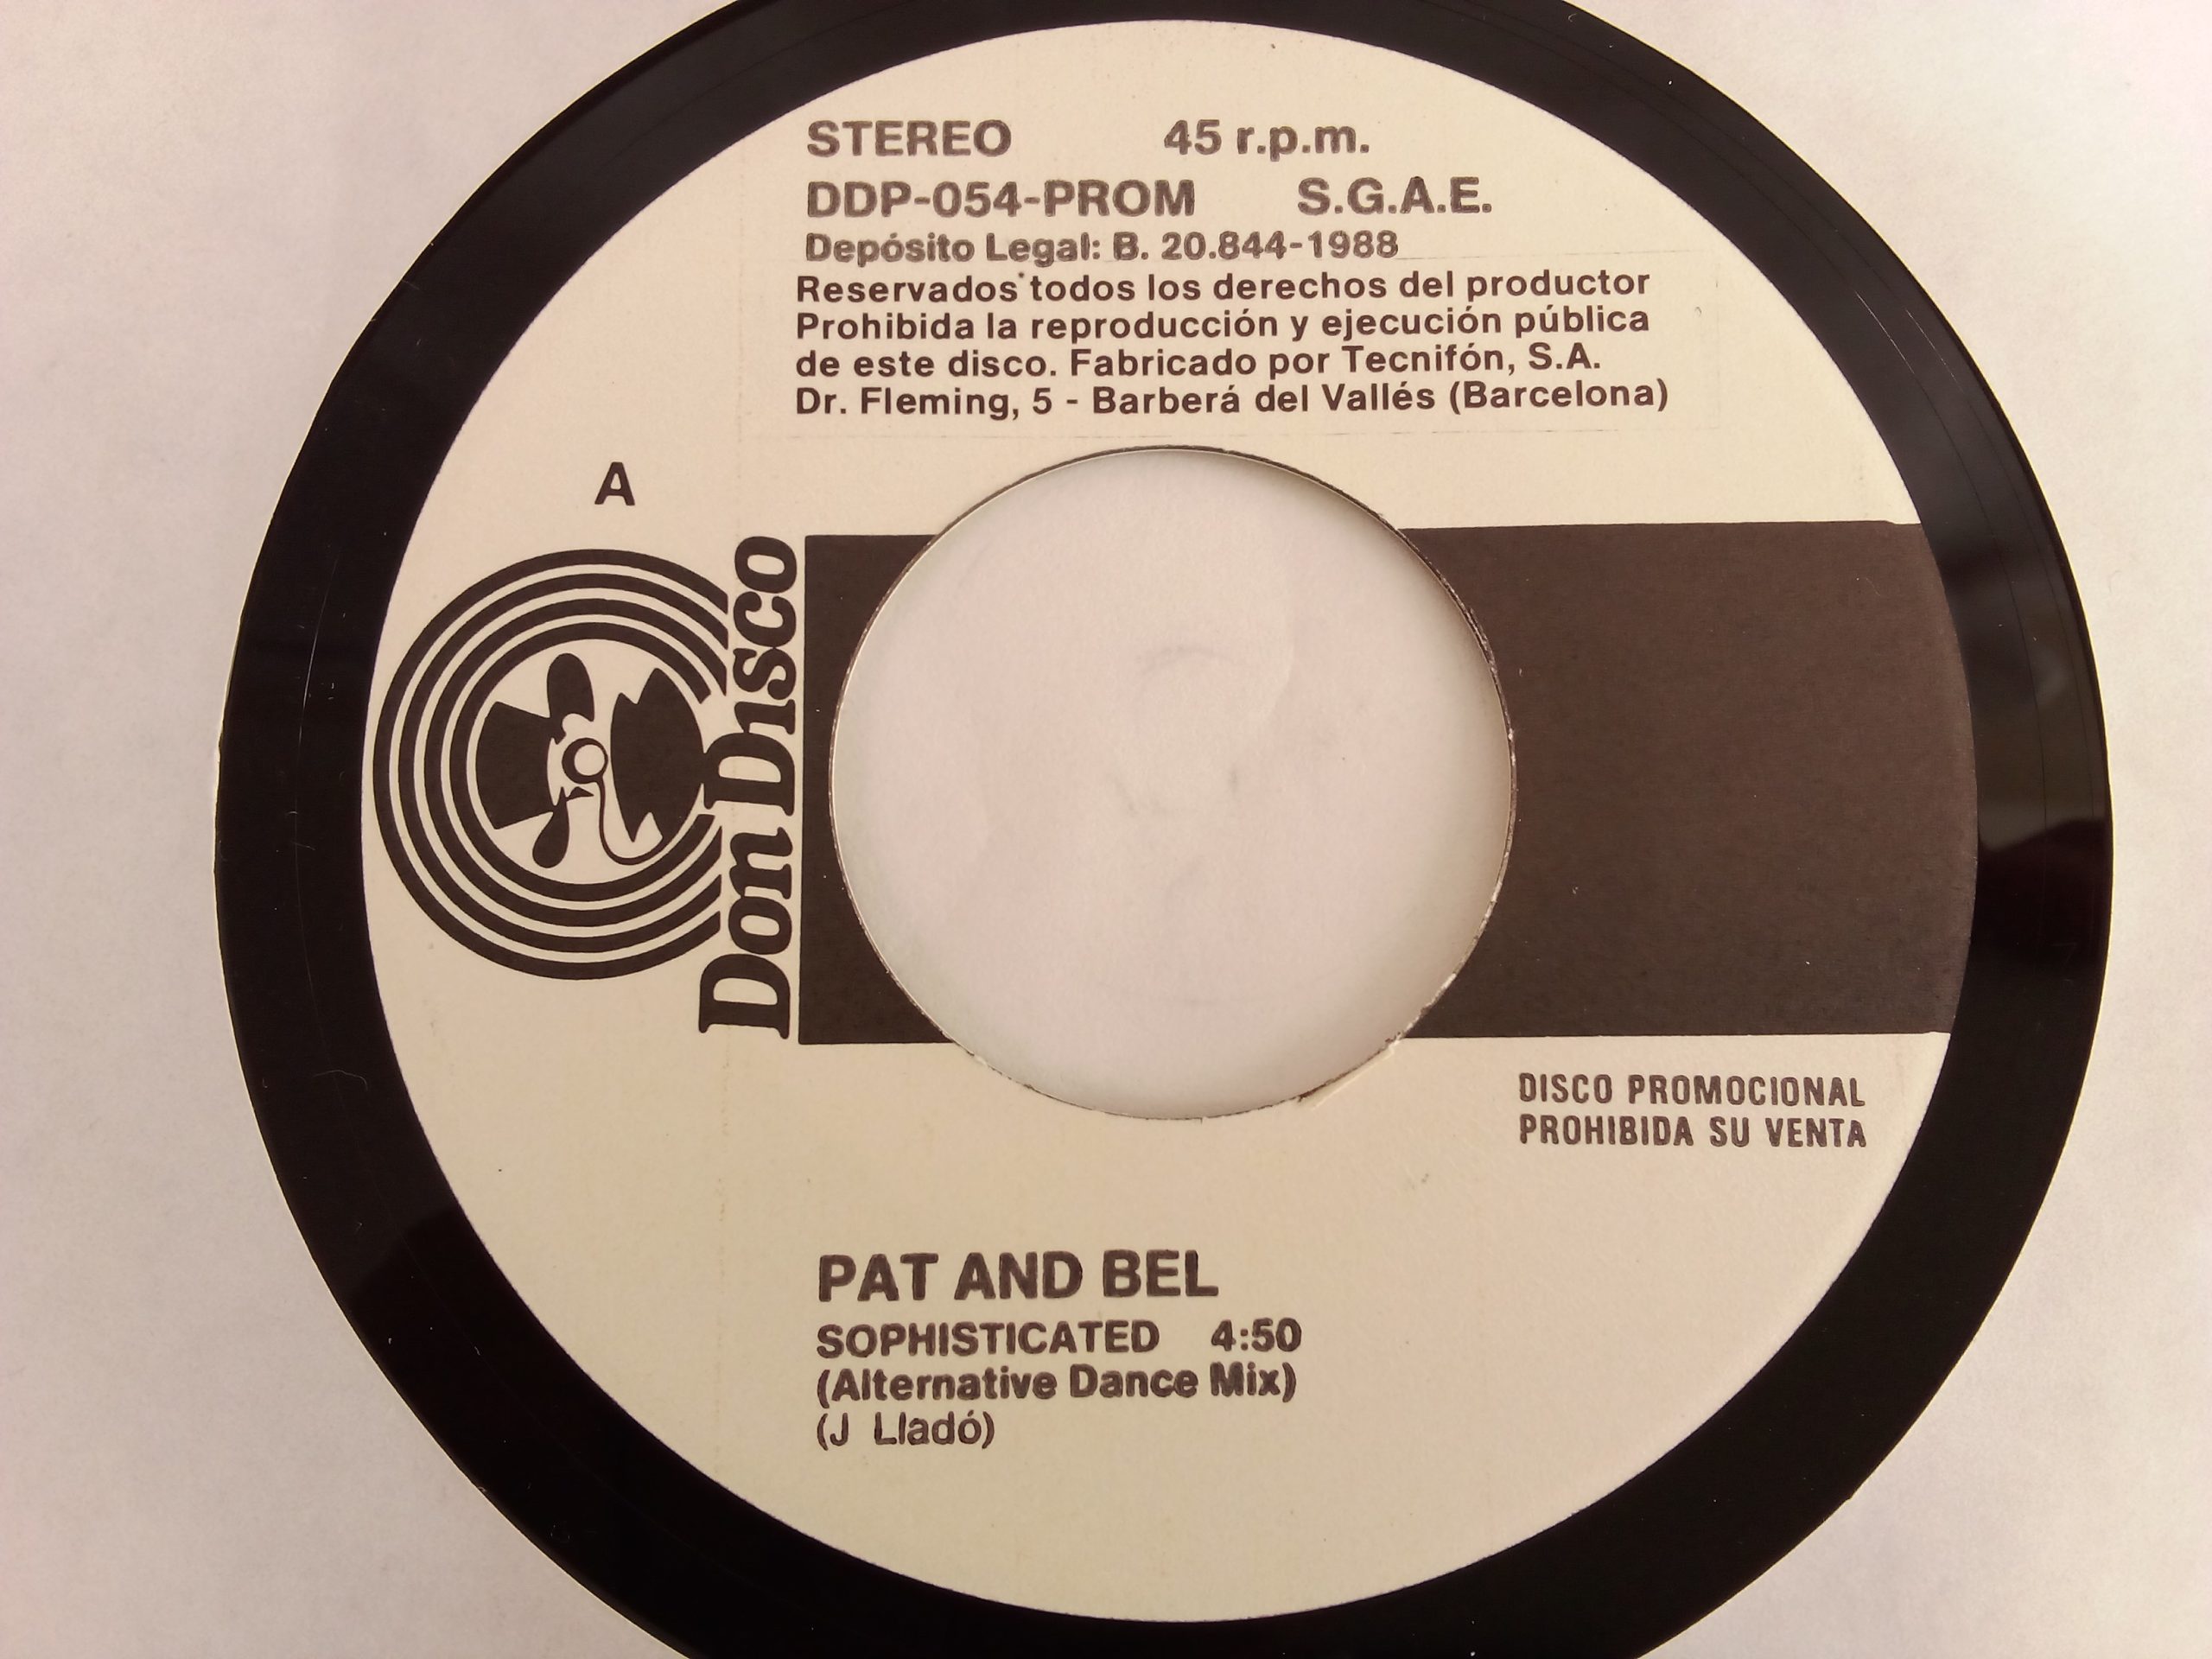 STEREO 45 r.p.m.
DDP-054-PROM S.G.A.E.
Depósito Legal: B. 20.844-1988
Reservados todos los derechos del productor
Prohibida la reproducción y ejecución pública
de este disco. Fabricado por Tecnifón, S.A.
Dr. Fleming, 5 - Barberá del Vallés (Barcelona)
A
Don Disco
DISCO PROMOCIONAL
PROHIBIDA SU VENTA
PAT AND BEL
SOPHISTICATED 4:50
(Alternative Dance Mix)
(J Lladó)